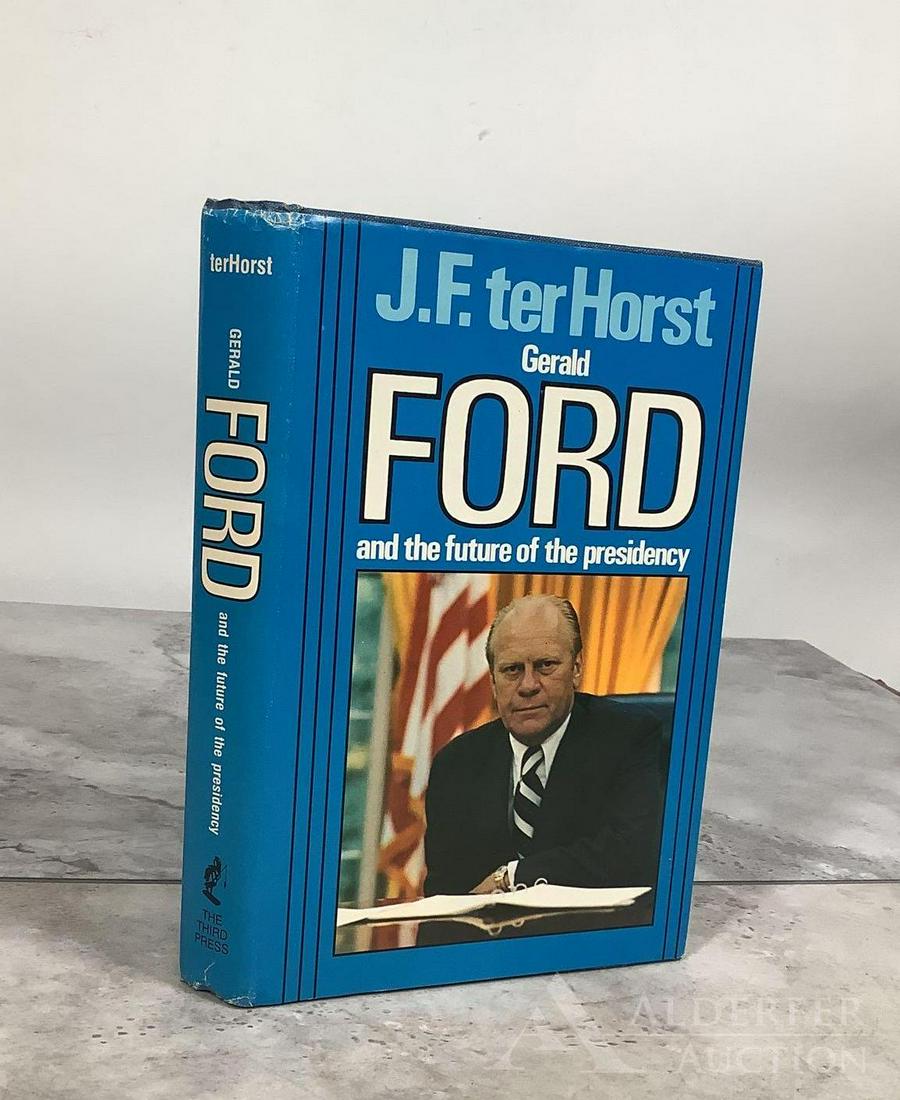 terHorst
GERALD
FORD
and the future of the presidency
THE
THIRD
PRESS
J.F. terHorst
Gerald
FORD
and the future of the presidency
ALDERFER
AUCTION